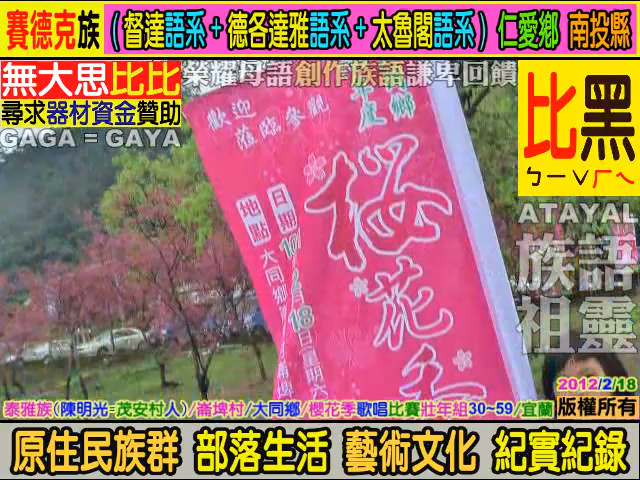 賽德克族 (督達語系+德各達雅語系+太魯閣語系) 仁愛鄉 南投縣
無大思比比 榮耀母語創作族語謙卑回饋
尋求器材資金贊助
GAGA = GAYA
比黑
ㄅㄧˇㄏㄟ
ATAYAL
族語
祖靈
歡迎
蒞臨參觀
櫻花季
日期
地點
大同鄉
2012/2/18
泰雅族(陳明光=茂安村人)/崙埤村/大同鄉/櫻花季歌唱比賽壯年組30~59/宜蘭 版權所有
原住民族群 部落生活 藝術文化 紀實紀錄